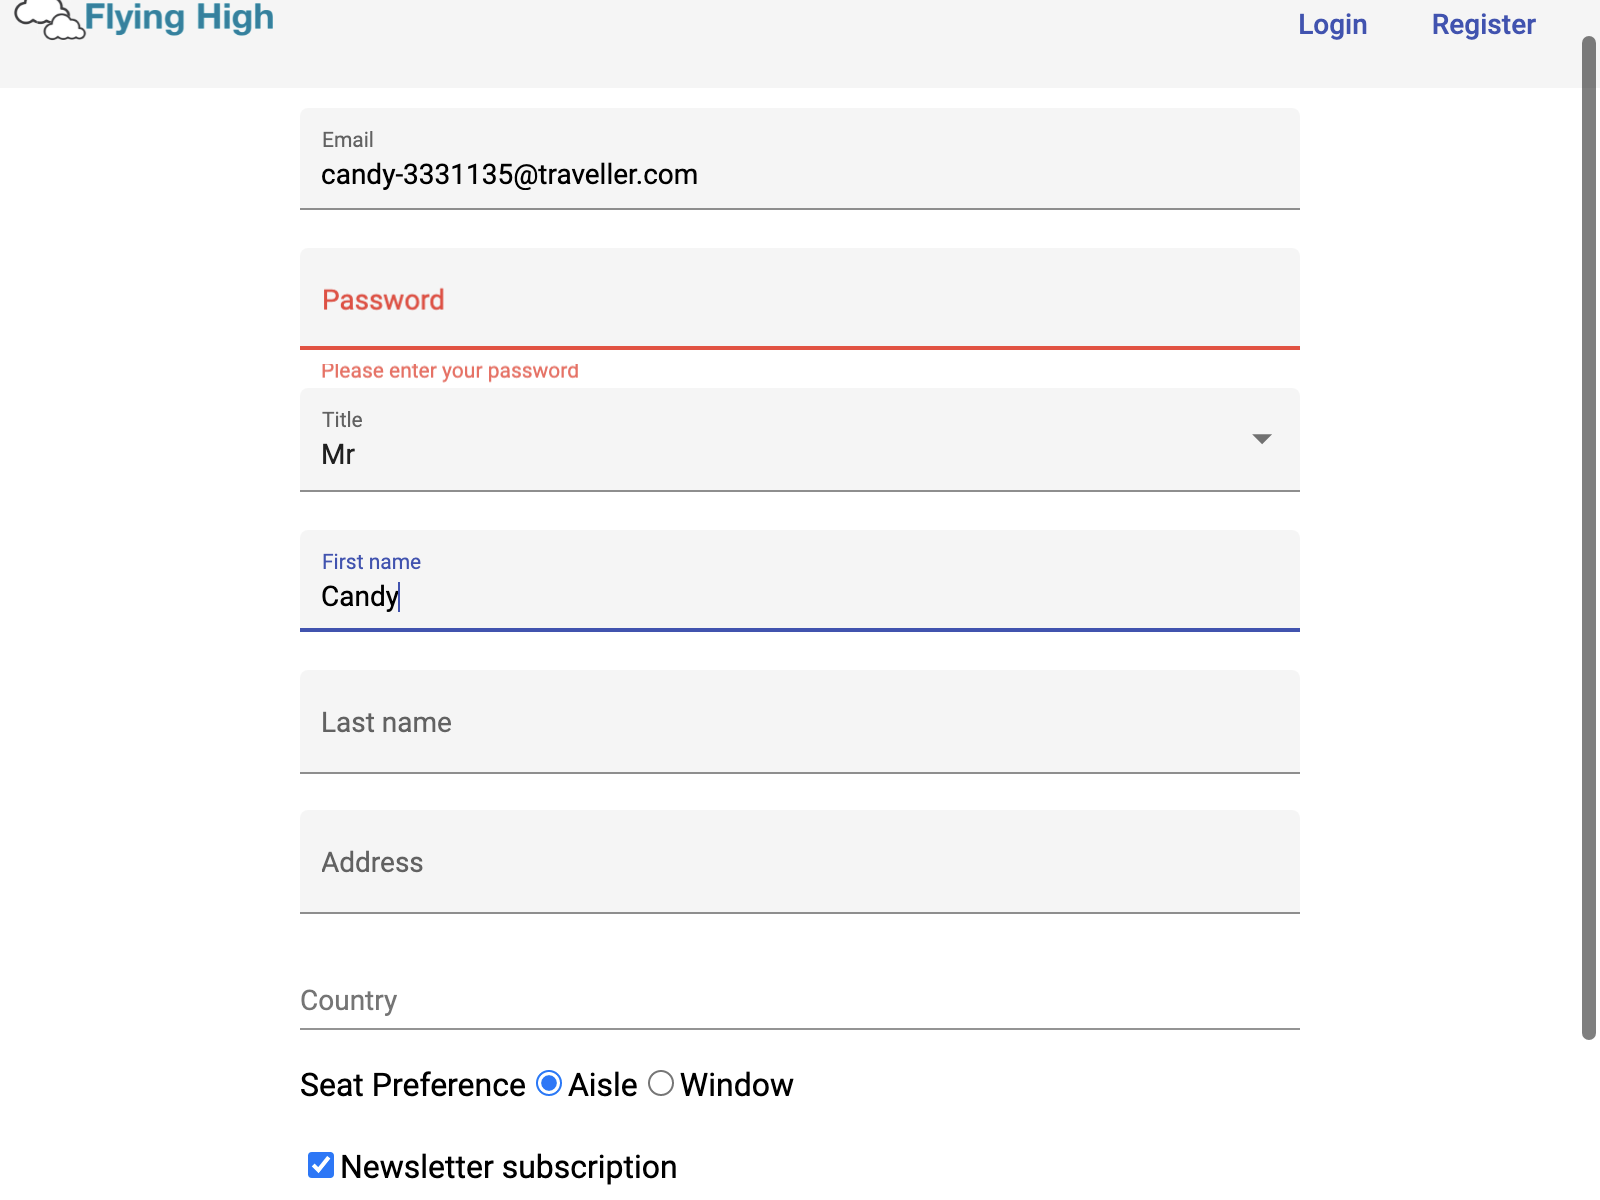 Flying High
Login Register
Email
candy-3331135@traveller.com
Password
Please enter your password
Title
Mr
First name
Candy
Last name
Address
Country
Seat Preference Aisle Window
Newsletter subscription